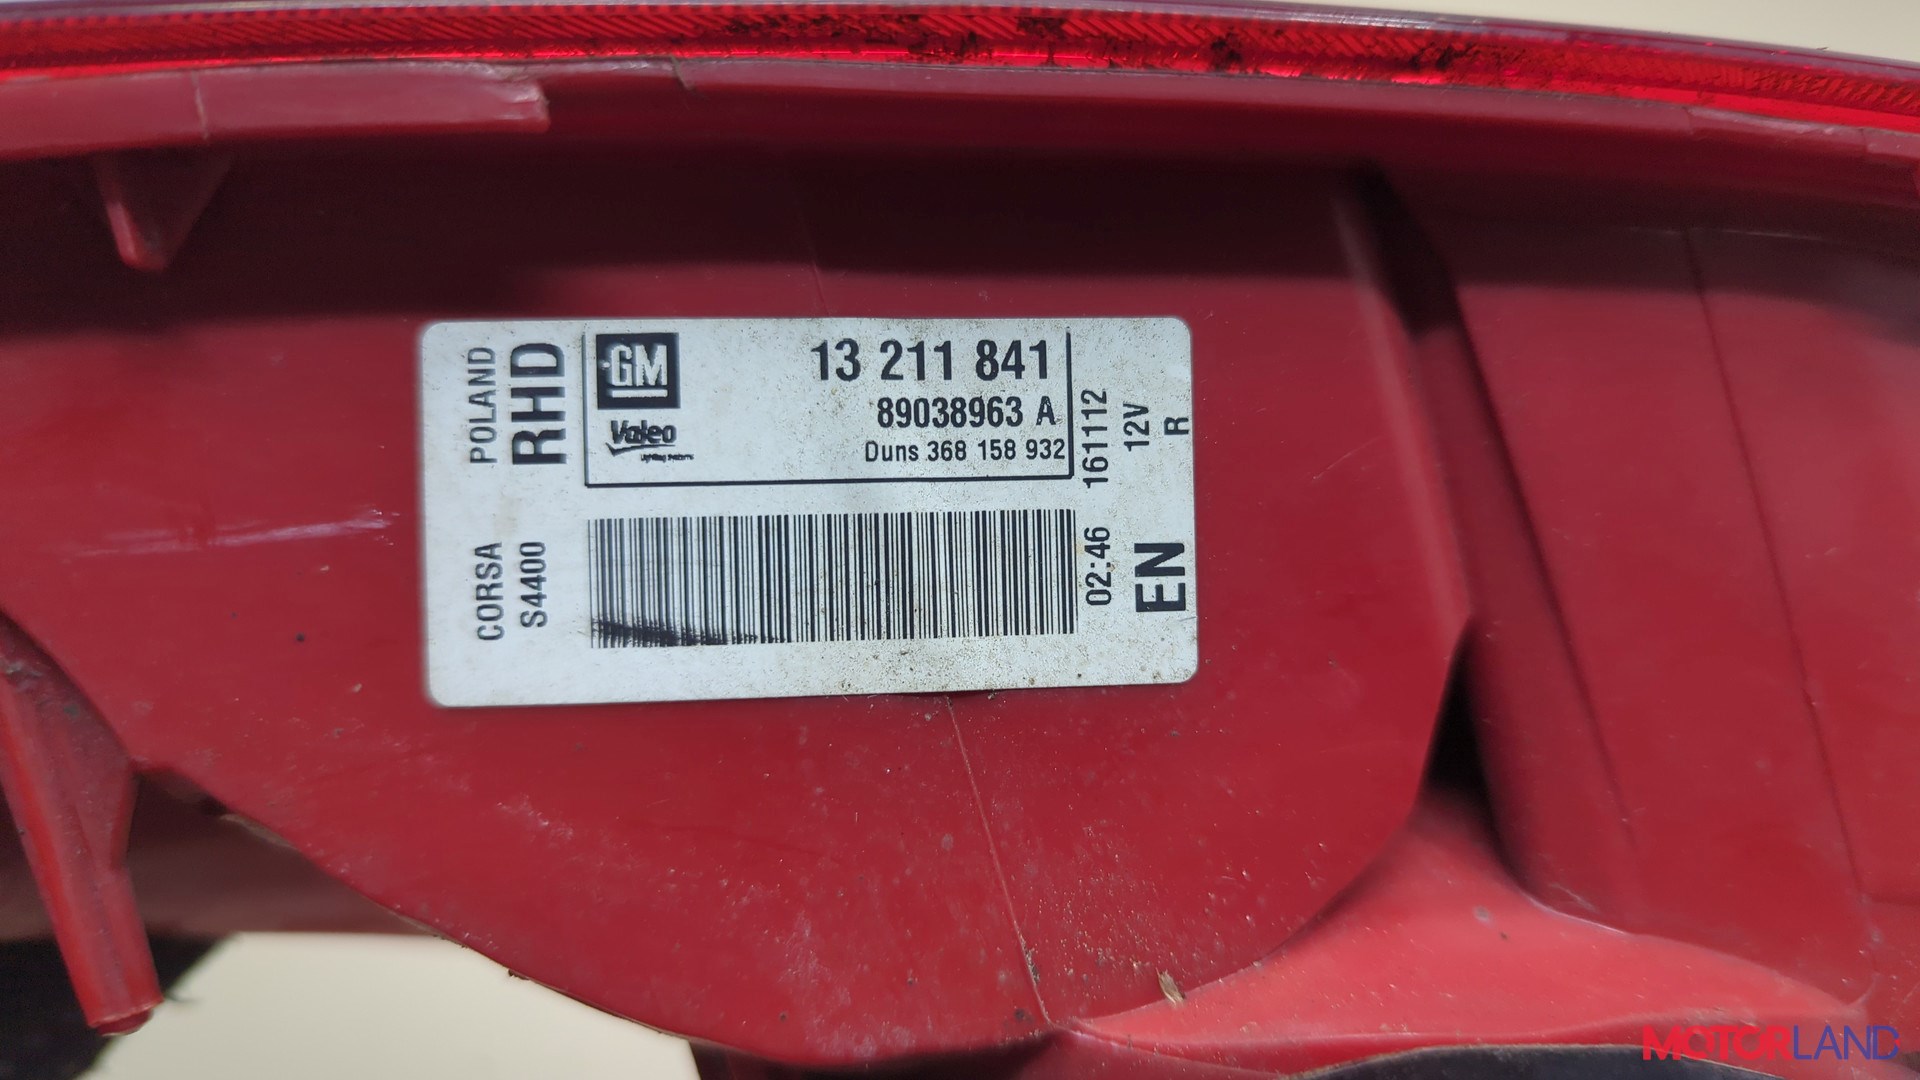 POLAND
RHD
GM
Valeo
13 211 841
89038963 A
Duns 368 158 932
CORSA
S4400
02:46 161112
12V
EN R
MOTORLAND